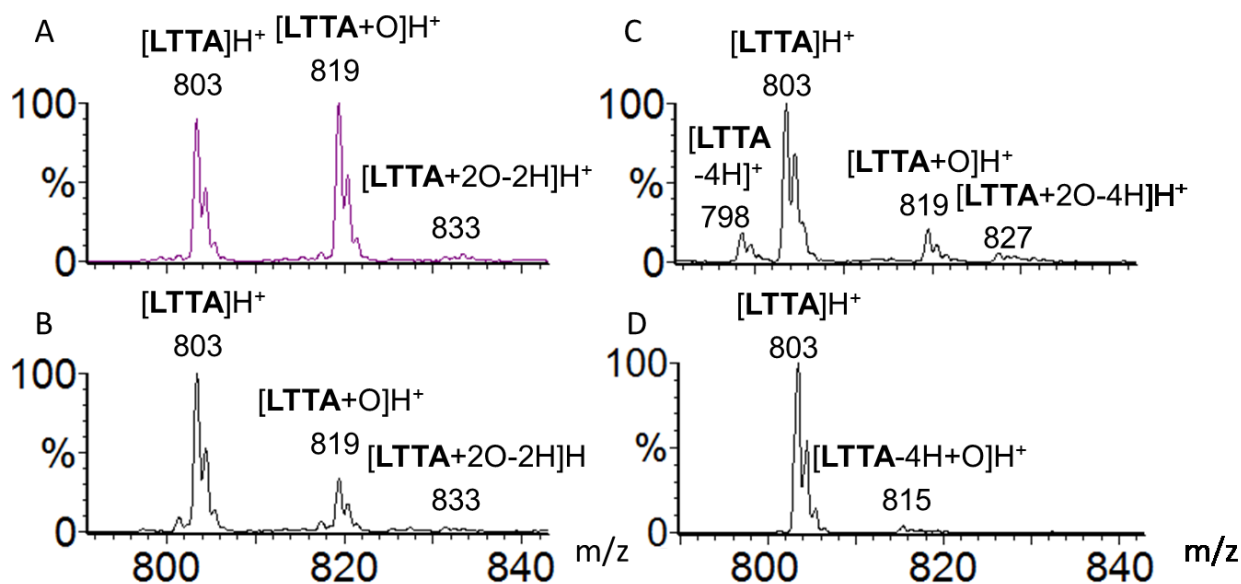 A
[LTTA]H⁺
[LTTA+O]H⁺
803
819
100
%
0
[LTTA+2O-2H]H⁺
833
B
[LTTA]H⁺
803
100
%
0
[LTTA+O]H⁺
819
[LTTA+2O-2H]H
833
800
820
840
m/z
C
[LTTA]H⁺
803
100
%
0
[LTTA
-4H]⁺
798
[LTTA+O]H⁺
819
[LTTA+2O-4H]H⁺
827
D
[LTTA]H⁺
803
100
%
0
[LTTA-4H+O]H⁺
815
800
820
840
m/z